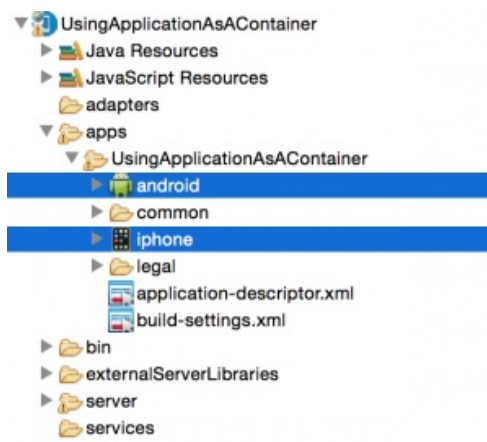 UsingApplicationAsAContainer
Java Resources
JavaScript Resources
adapters
apps
UsingApplicationAsAContainer
android
common
iphone
legal
application-descriptor.xml
build-settings.xml
bin
externalServerLibraries
server
services